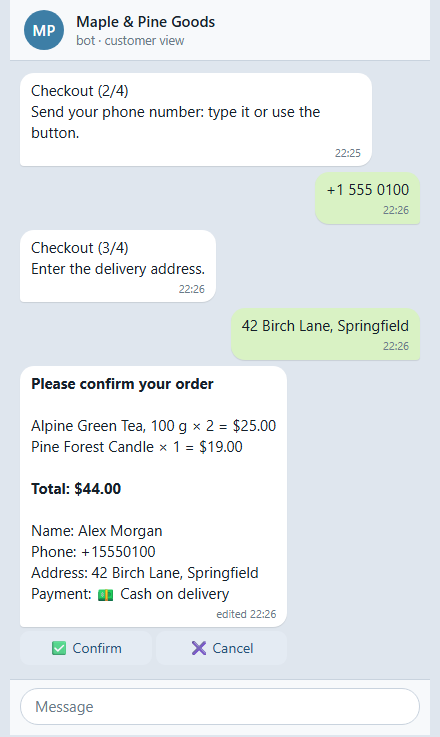 MP
Maple & Pine Goods
bot · customer view
Checkout (2/4)
Send your phone number: type it or use the
button.
22:25
+1 555 0100
22:26
Checkout (3/4)
Enter the delivery address.
22:26
42 Birch Lane, Springfield
22:26
Please confirm your order
Alpine Green Tea, 100 g × 2 = $25.00
Pine Forest Candle × 1 = $19.00
Total: $44.00
Name: Alex Morgan
Phone: +15550100
Address: 42 Birch Lane, Springfield
Payment: 💵 Cash on delivery
edited 22:26
✅ Confirm
❌ Cancel
Message